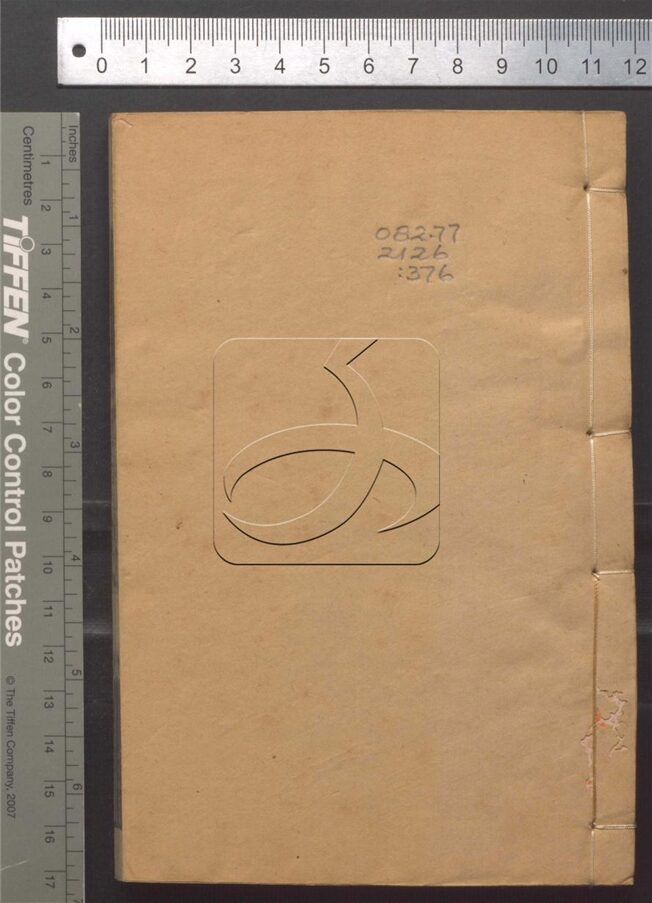 0 1 2 3 4 5 6 7 8 9 10 11 12
082.77
2126
:376
Inches
1 2 3 4 5 6 7
Centimetres
1 2 3 4 5 6 7 8 9 10 11 12 13 14 15 16 17
TIFFEN® Color Control Patches
© The Tiffen Company, 2007